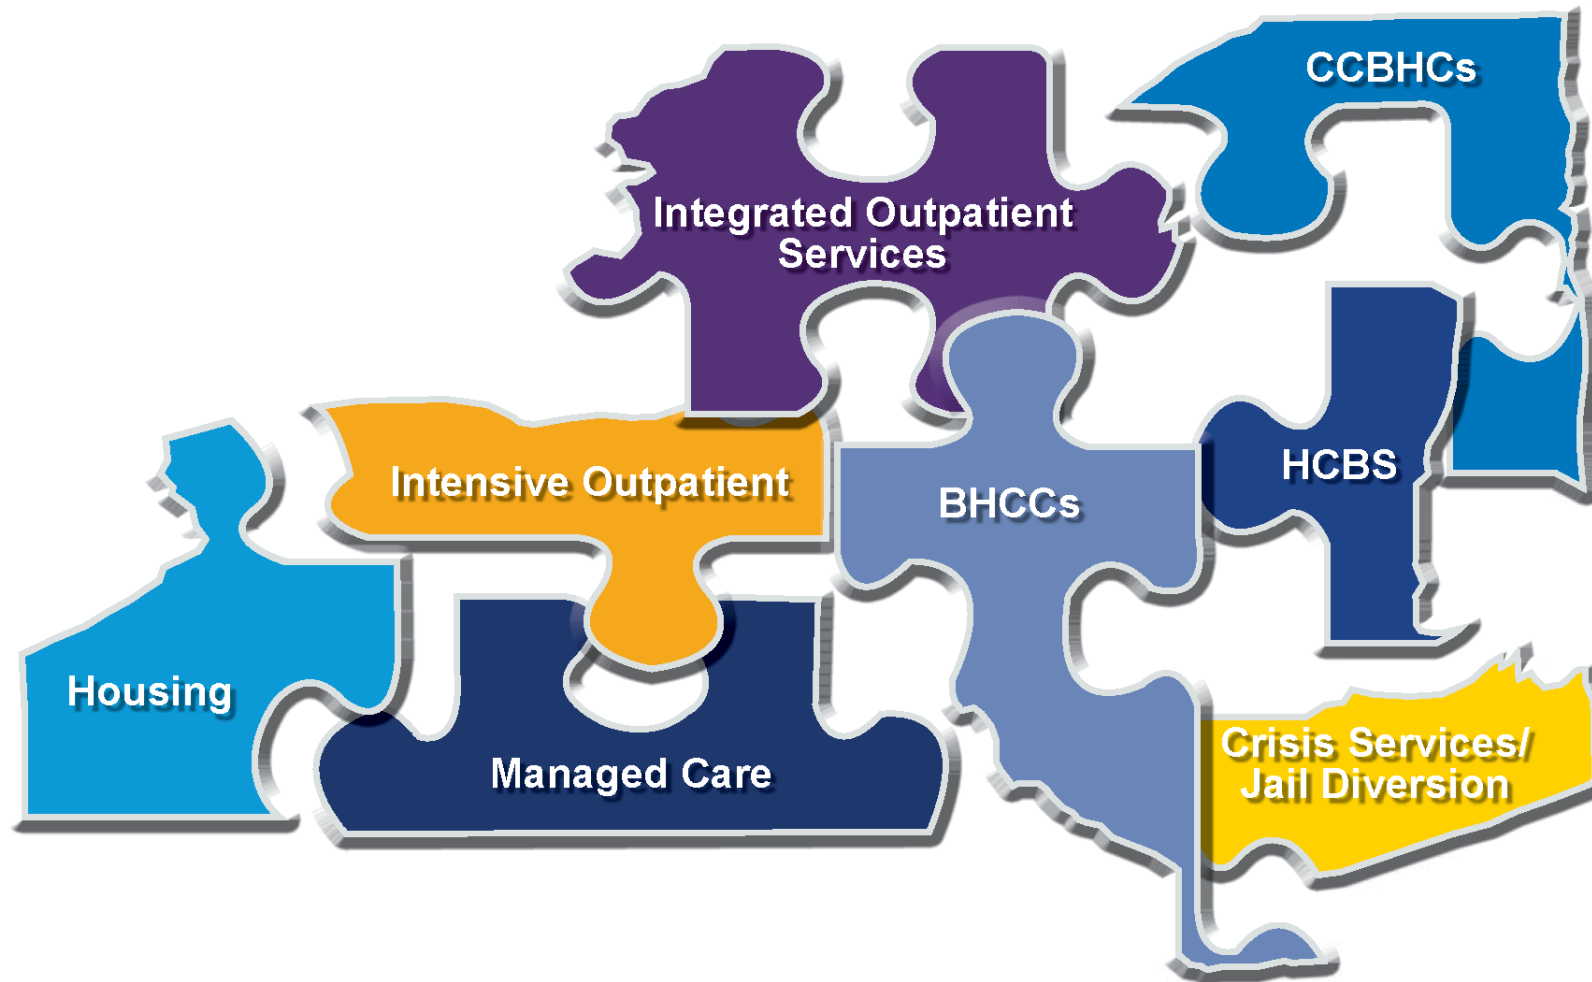 CCBHCs
Integrated Outpatient
Services
HCBS
Intensive Outpatient
BHCCs
Housing
Managed Care
Crisis Services/
Jail Diversion